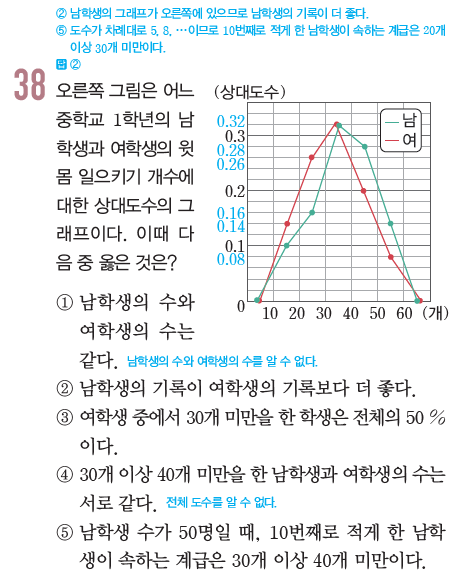 ② 남학생의 그래프가 오른쪽에 있으므로 남학생의 기록이 더 좋다.
⑤ 도수가 차례대로 5, 8, …이므로 10번째로 적게 한 남학생이 속하는 계급은 20개
이상 30개 미만이다.
답 ②
38 오른쪽 그림은 어느
중학교 1학년의 남
학생과 여학생의 윗
몸 일으키기 개수에
대한 상대도수의 그
래프이다. 이때 다
음 중 옳은 것은?
(상대도수)
남
여
0.32
0.3
0.28
0.26
0.2
0.16
0.14
0.1
0.08
0
10 20 30 40 50 60 (개)
① 남학생의 수와
여학생의 수는
같다. 남학생의 수와 여학생의 수를 알 수 없다.
② 남학생의 기록이 여학생의 기록보다 더 좋다.
③ 여학생 중에서 30개 미만을 한 학생은 전체의 50 %
이다.
④ 30개 이상 40개 미만을 한 남학생과 여학생의 수는
서로 같다. 전체 도수를 알 수 없다.
⑤ 남학생 수가 50명일 때, 10번째로 적게 한 남학
생이 속하는 계급은 30개 이상 40개 미만이다.